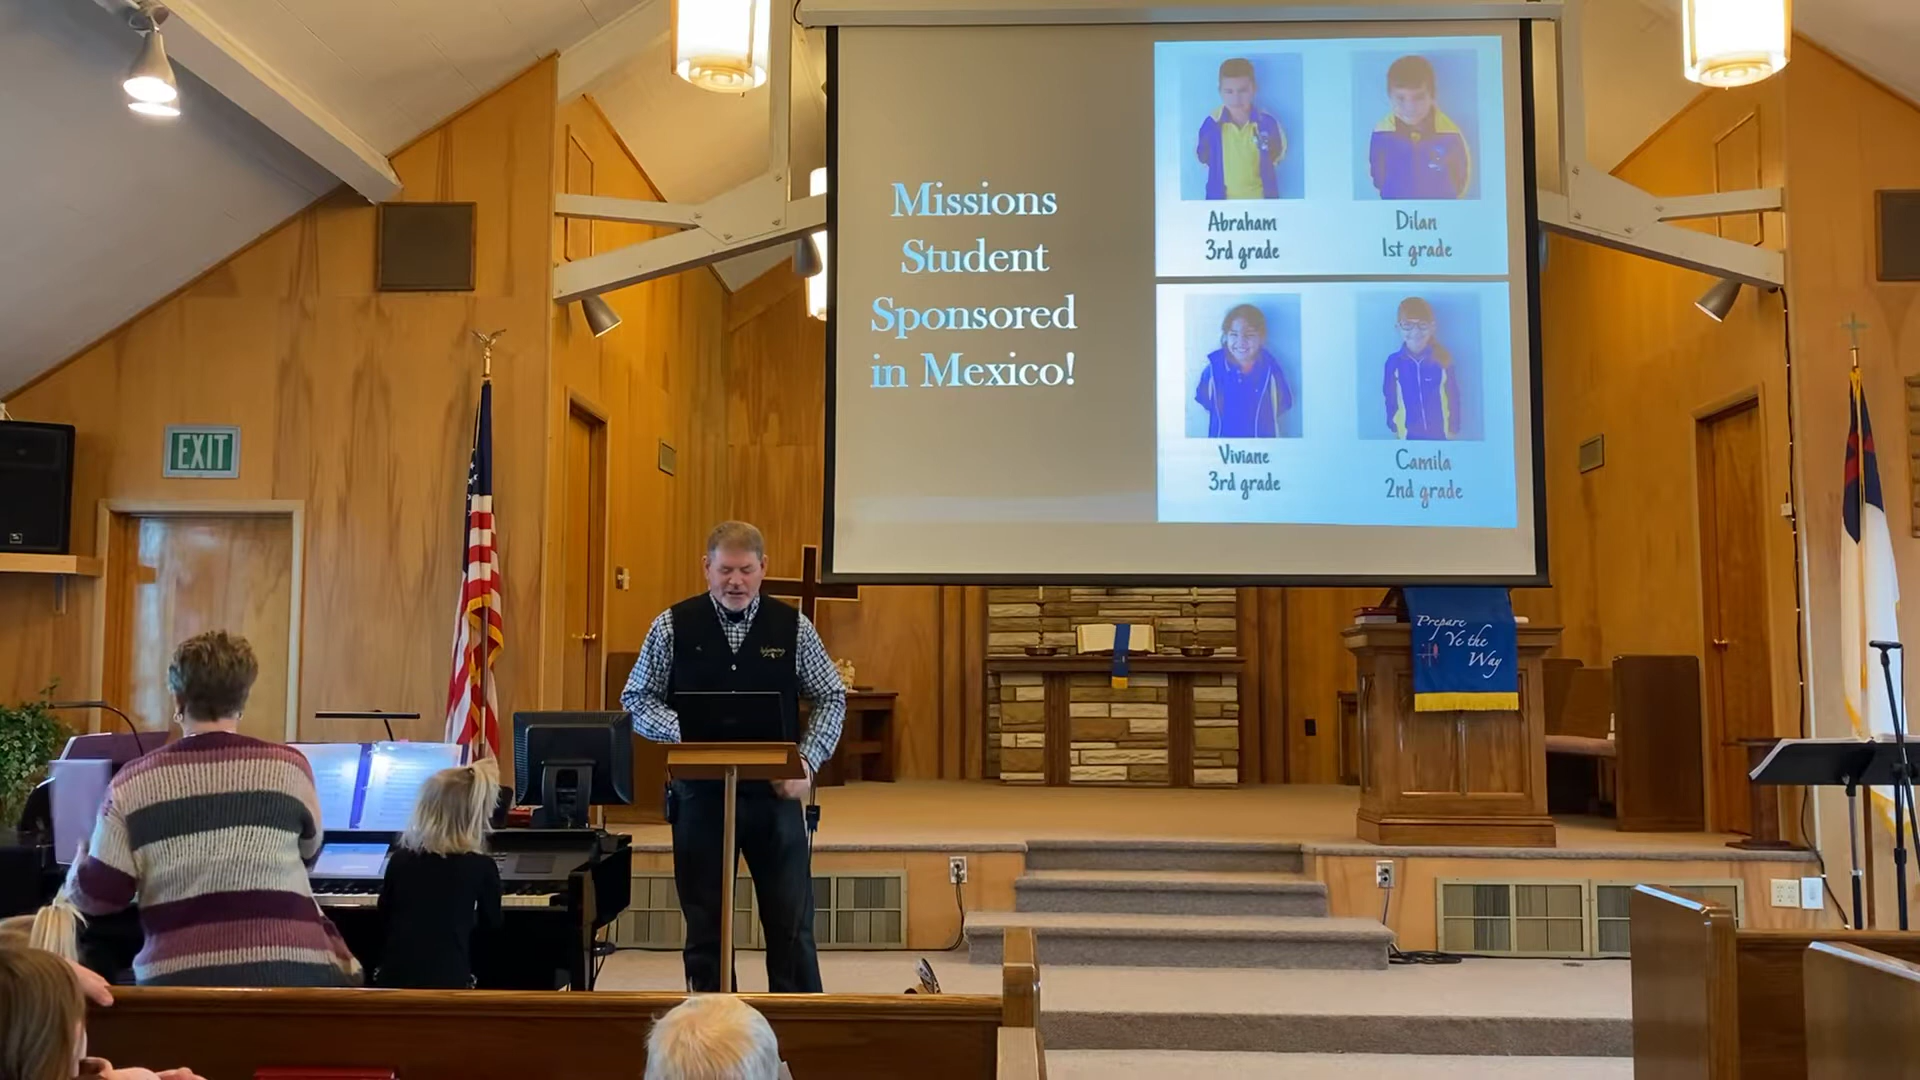 Missions
Student
Sponsored
in Mexico!
Abraham
3rd grade
Dilan
1st grade
Viviane
3rd grade
Camila
2nd grade
EXIT
Prepare
Ye the
Way